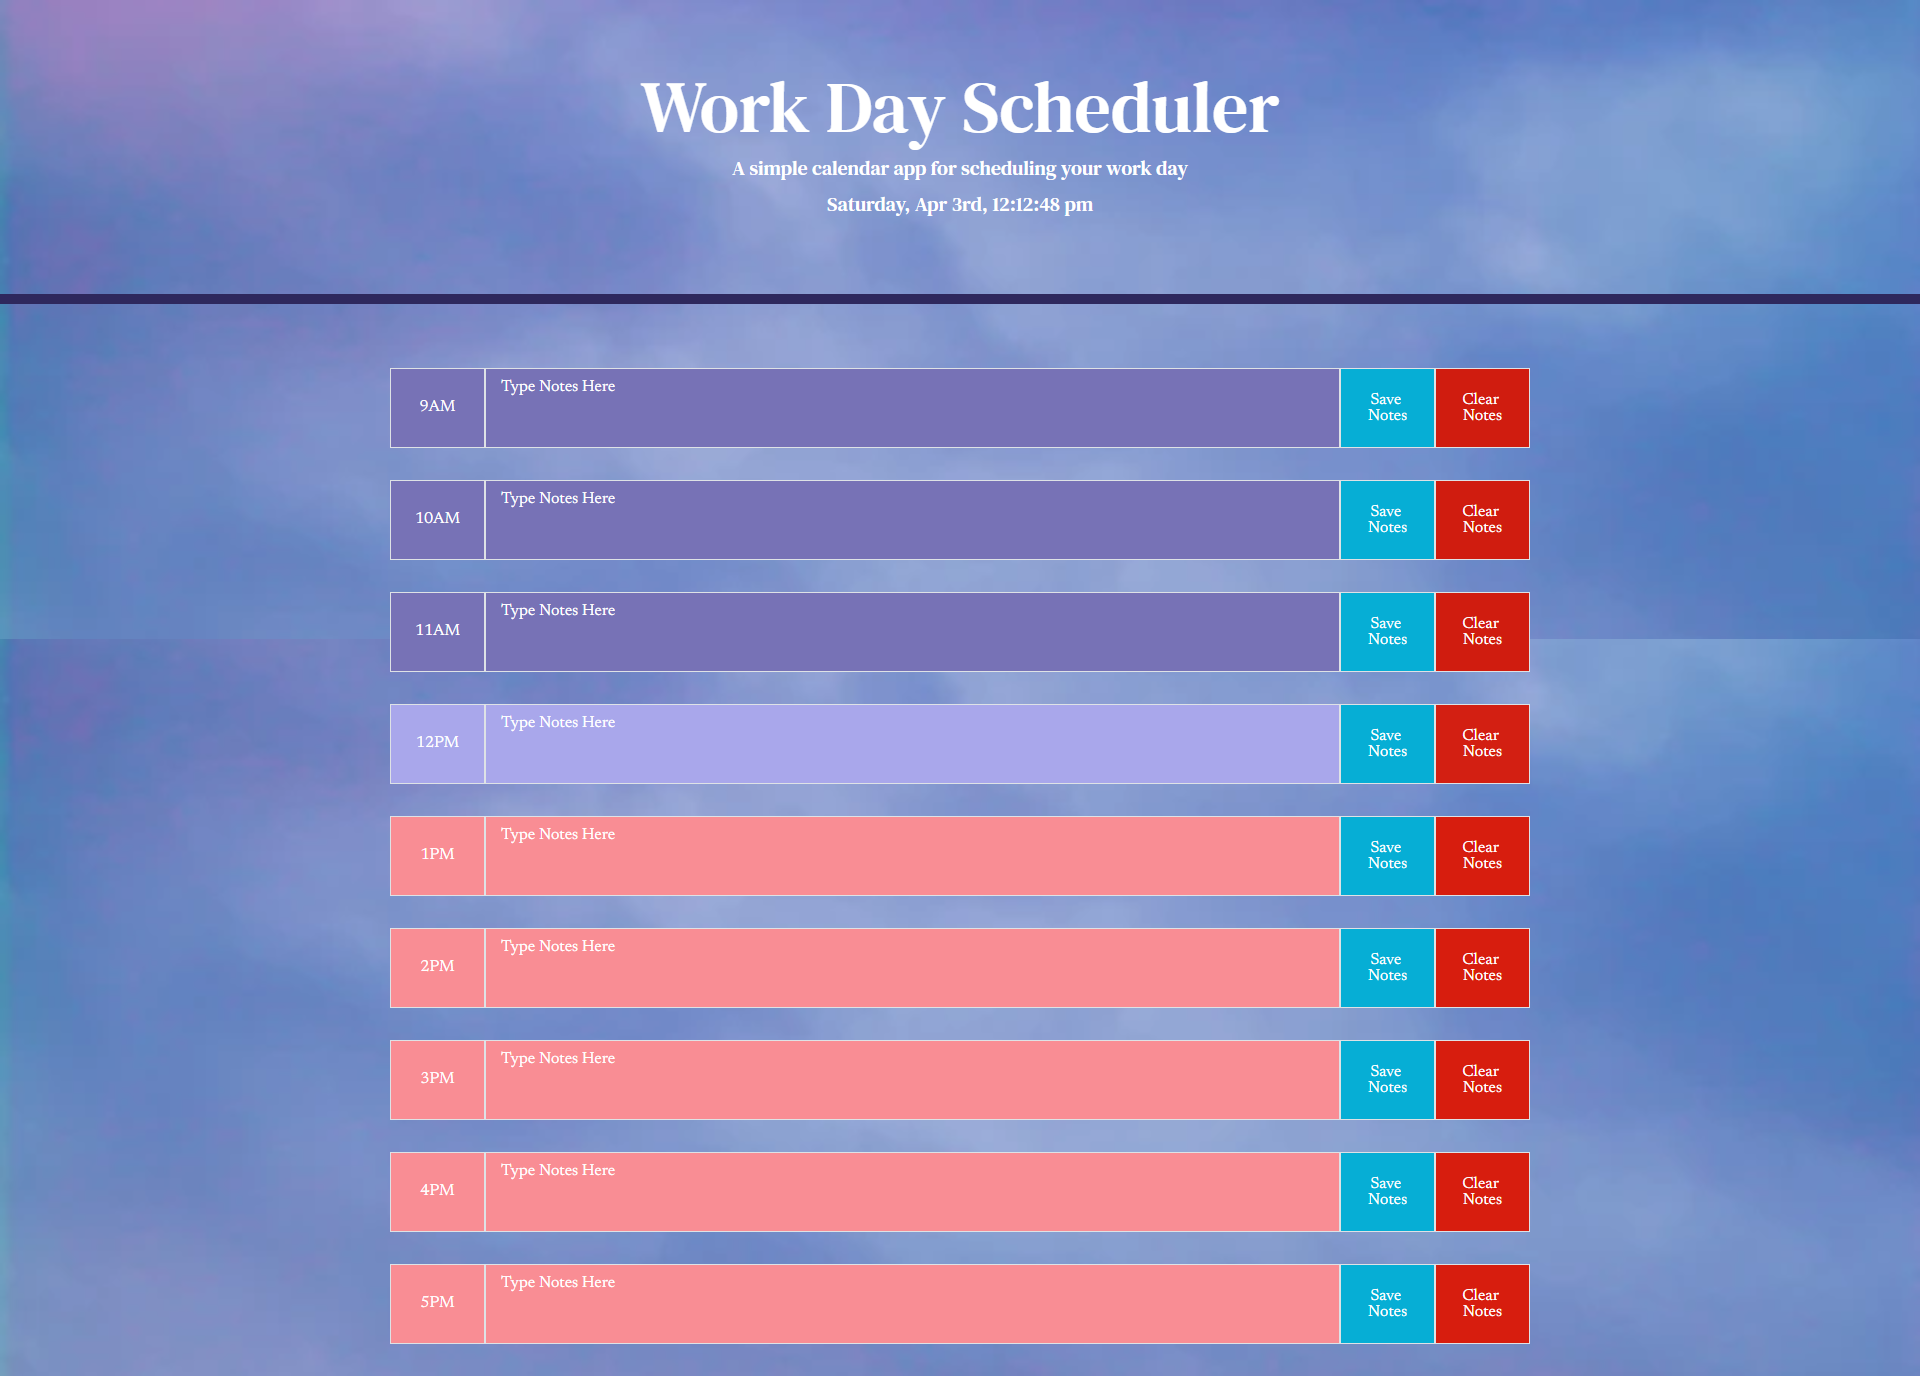 Work Day Scheduler
A simple calendar app for scheduling your work day
Saturday, Apr 3rd, 12:12:48 pm
9AM
Type Notes Here
Save
Notes
Clear
Notes
10AM
Type Notes Here
Save
Notes
Clear
Notes
11AM
Type Notes Here
Save
Notes
Clear
Notes
12PM
Type Notes Here
Save
Notes
Clear
Notes
1PM
Type Notes Here
Save
Notes
Clear
Notes
2PM
Type Notes Here
Save
Notes
Clear
Notes
3PM
Type Notes Here
Save
Notes
Clear
Notes
4PM
Type Notes Here
Save
Notes
Clear
Notes
5PM
Type Notes Here
Save
Notes
Clear
Notes